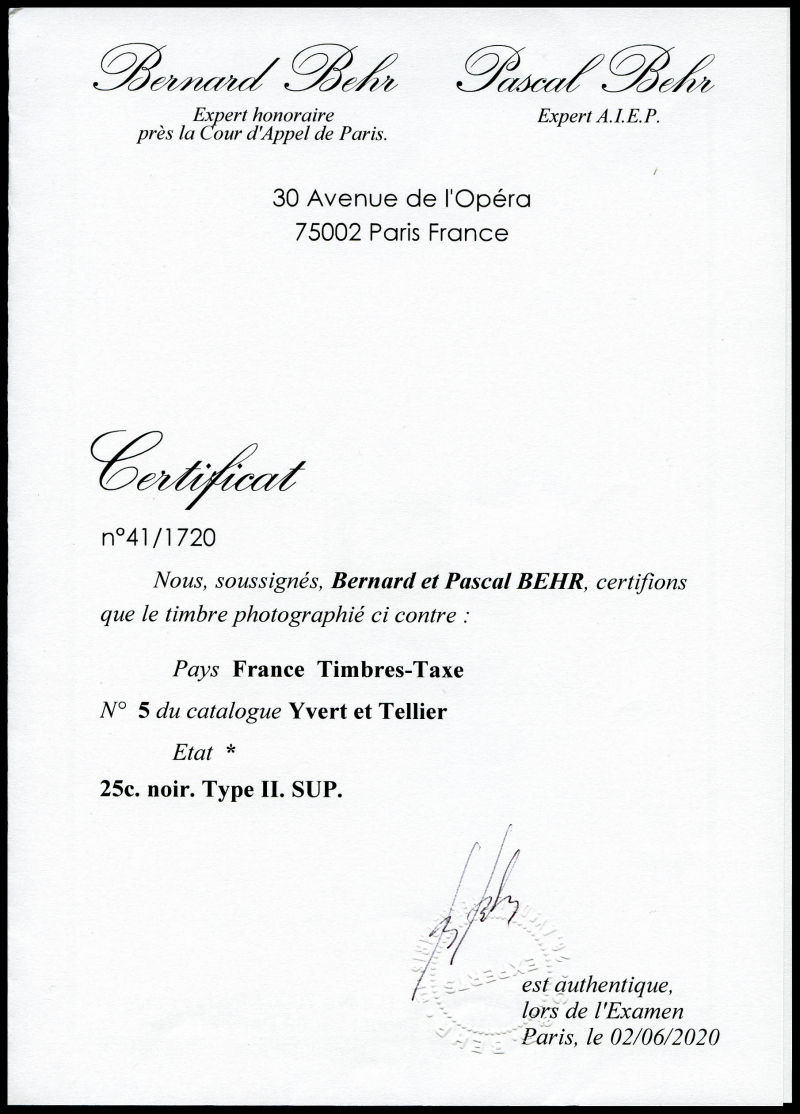 Bernard Behr
Expert honoraire
près la Cour d'Appel de Paris.
Pascal Behr
Expert A.I.E.P.
30 Avenue de l'Opéra
75002 Paris France
Certificat
n°41/1720
Nous, soussignés, Bernard et Pascal BEHR, certifions
que le timbre photographié ci contre :
Pays France Timbres-Taxe
N° 5 du catalogue Yvert et Tellier
Etat *
25c. noir. Type II. SUP.
EXPERTS
est authentique,
lors de l'Examen
Paris, le 02/06/2020